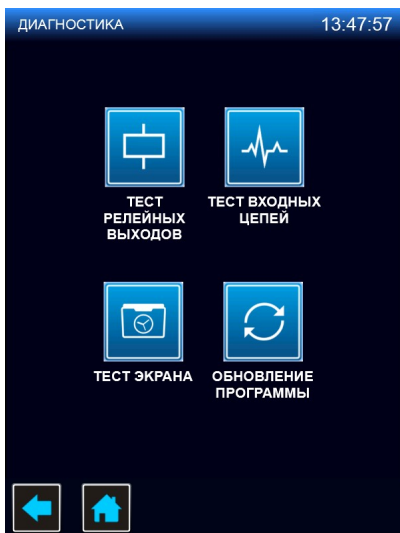 ДИАГНОСТИКА 13:47:57
ТЕСТ
РЕЛЕЙНЫХ
ВЫХОДОВ
ТЕСТ ВХОДНЫХ
ЦЕПЕЙ
ТЕСТ ЭКРАНА
ОБНОВЛЕНИЕ
ПРОГРАММЫ